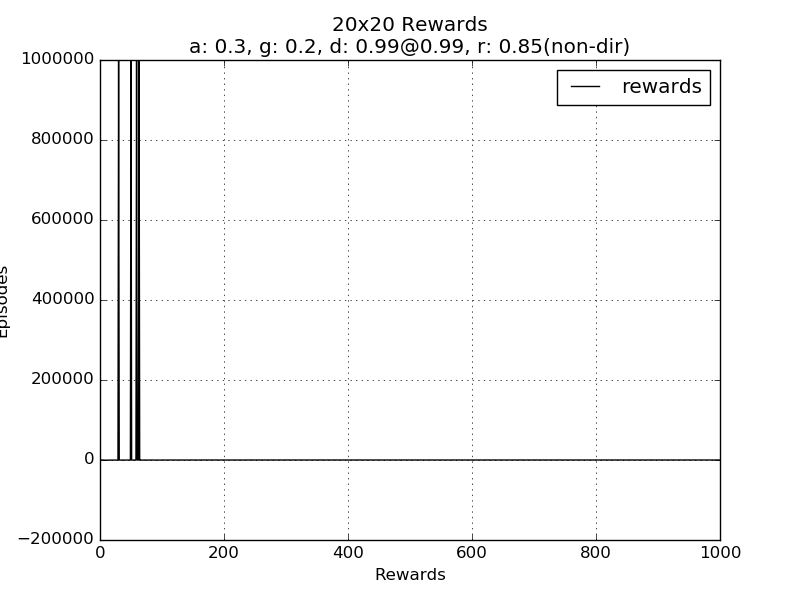 20x20 Rewards
a: 0.3, g: 0.2, d: 0.99@0.99, r: 0.85(non-dir)
rewards
1000000
800000
600000
400000
200000
0
−200000
Episodes
0 200 400 600 800 1000
Rewards